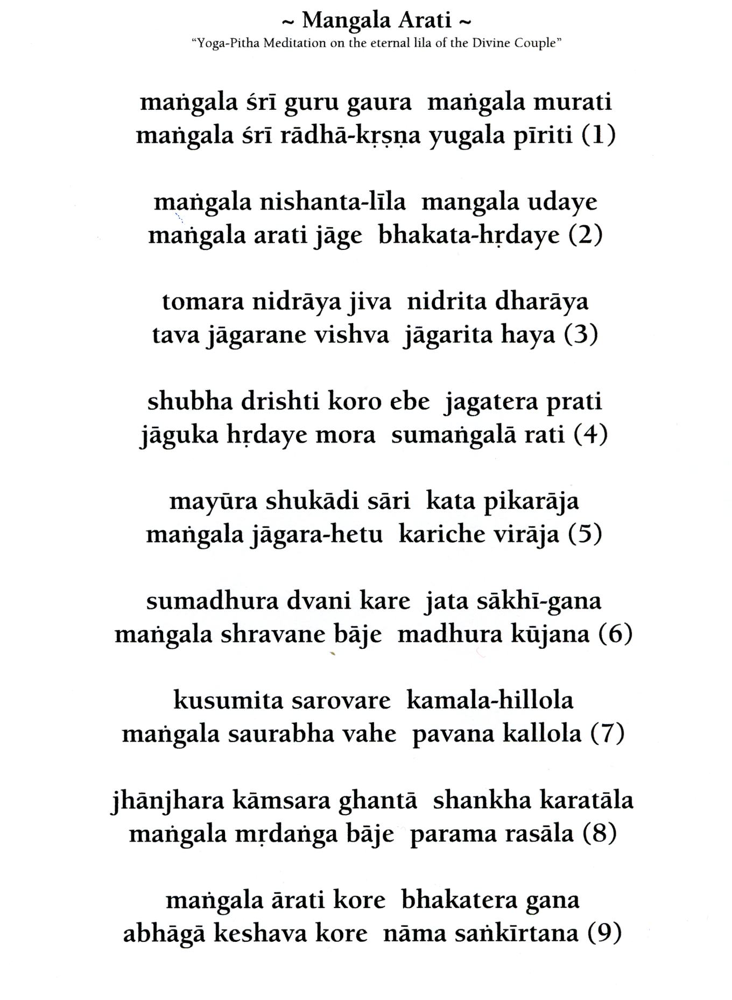 ~ Mangala Arati ~
“Yoga-Pitha Meditation on the eternal lila of the Divine Couple”
maṅgala śrī guru gaura maṅgala murati
maṅgala śrī rādhā-kṛṣṇa yugala pīriti (1)
maṅgala nishanta-līla mangala udaye
maṅgala arati jāge bhakata-hṛdaye (2)
tomara nidrāya jiva nidrita dharāya
tava jāgarane vishva jāgarita haya (3)
shubha drishti koro ebe jagatera prati
jāguka hṛdaye mora sumaṅgalā rati (4)
mayūra shukādi sāri kata pikarāja
maṅgala jāgara-hetu kariche virāja (5)
sumadhura dvani kare jata sākhī-gana
maṅgala shravane bāje madhura kūjana (6)
kusumita sarovare kamala-hillola
maṅgala saurabha vahe pavana kallola (7)
jhānjhara kāmsara ghantā shankha karatāla
maṅgala mṛdaṅga bāje parama rasāla (8)
maṅgala ārati kore bhakatera gana
abhāgā keshava kore nāma saṅkīrtana (9)